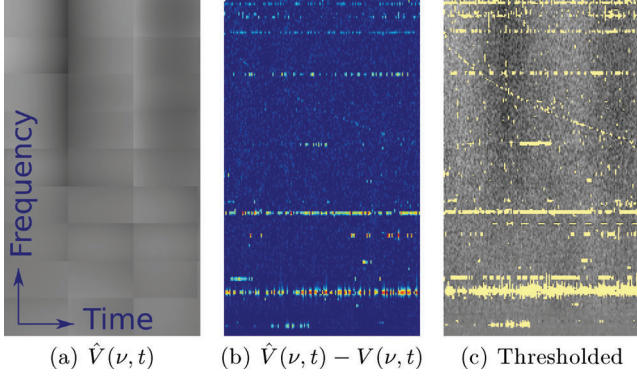 Frequency
Time
(a) V̂(ν, t)
(b) V̂(ν, t) − V(ν, t)
(c) Thresholded